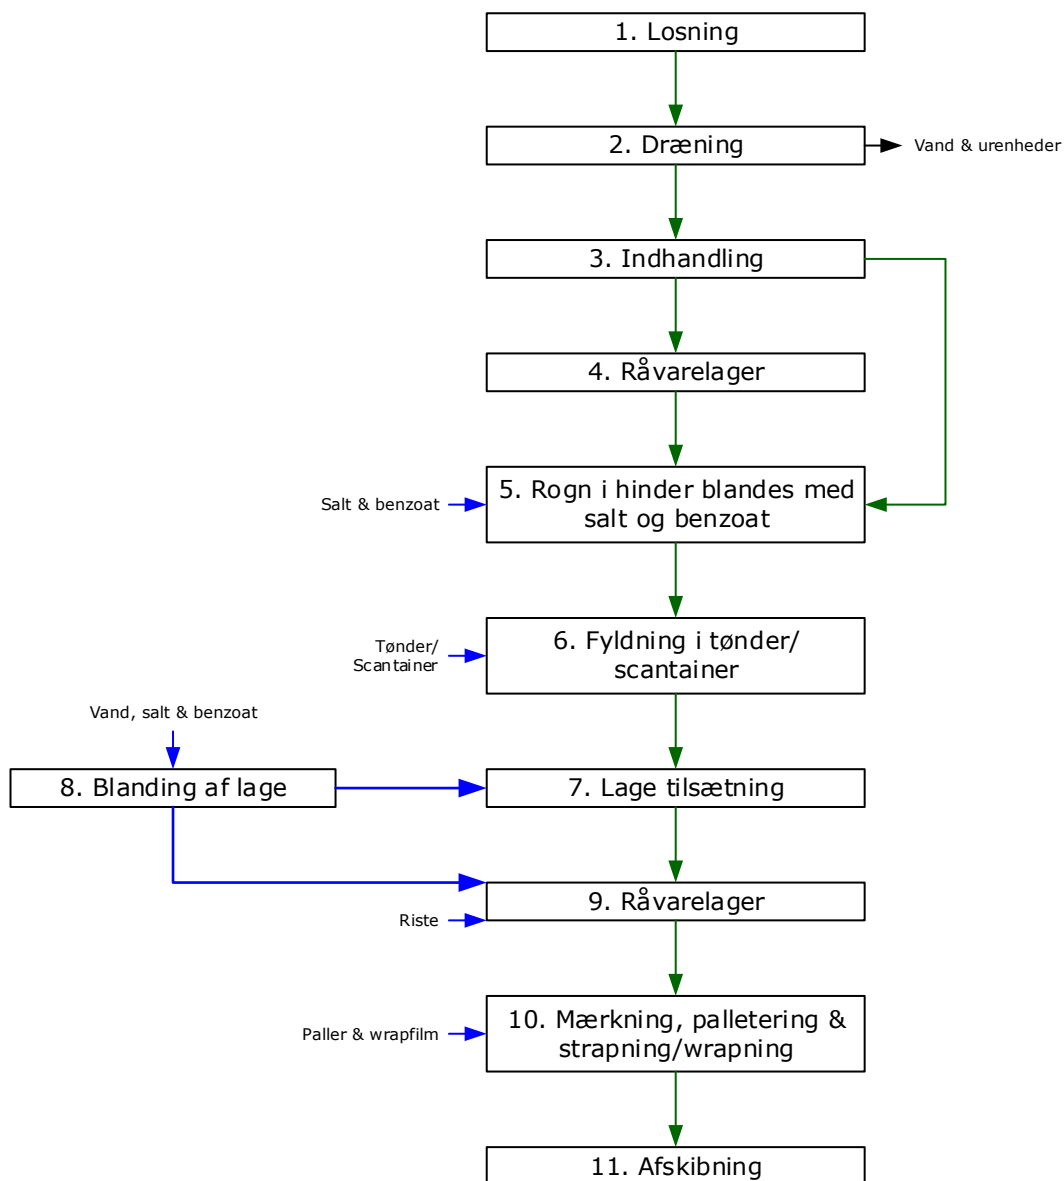 1. Losning
2. Dræning
Vand & urenheder
3. Indhandling
4. Råvarelager
Salt & benzoat
5. Rogn i hinder blandes med
salt og benzoat
Tønder/
Scantainer
6. Fyldning i tønder/
scantainer
Vand, salt & benzoat
8. Blanding af lage
7. Lage tilsætning
9. Råvarelager
Riste
Paller & wrapfilm
10. Mærkning, palletering &
strapning/wrapning
11. Afskibning